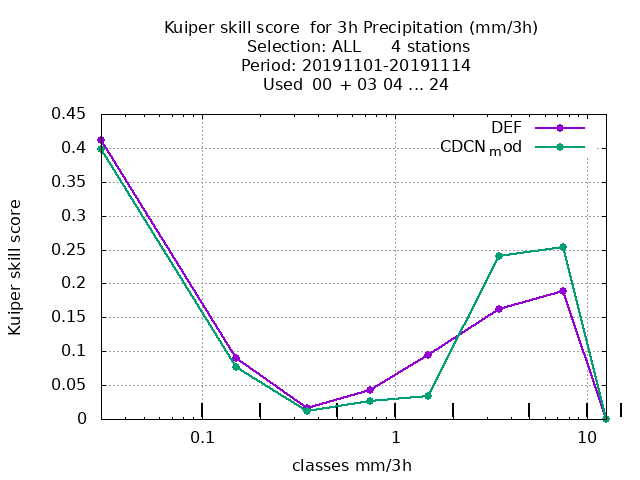 Kuiper skill score  for 3h Precipitation (mm/3h)
Selection: ALL      4 stations
Period: 20191101-20191114
Used  00 + 03 04 ... 24
0.45
0.4
0.35
0.3
0.25
0.2
0.15
0.1
0.05
0
Kuiper skill score
DEF
CDCNmod
0.1
1
10
classes mm/3h